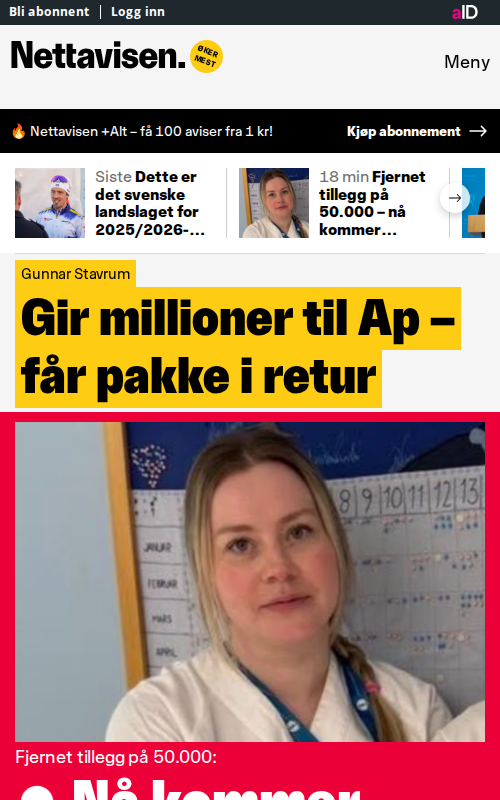 Bli abonnent
Logg inn
aID
Nettavisen.
ØKER
MEST
Meny
🔥 Nettavisen +Alt – få 100 aviser fra 1 kr!
Kjøp abonnement
Siste Dette er
det svenske
landslaget for
2025/2026-...
18 min Fjernet
tillegg på
50.000 – nå
kommer...
Gunnar Stavrum
Gir millioner til Ap –
får pakke i retur
8 9 10 11 12 13
JANUAR
FEBRUAR
MARS
APRIL
Fjernet tillegg på 50.000:
Nå kommer